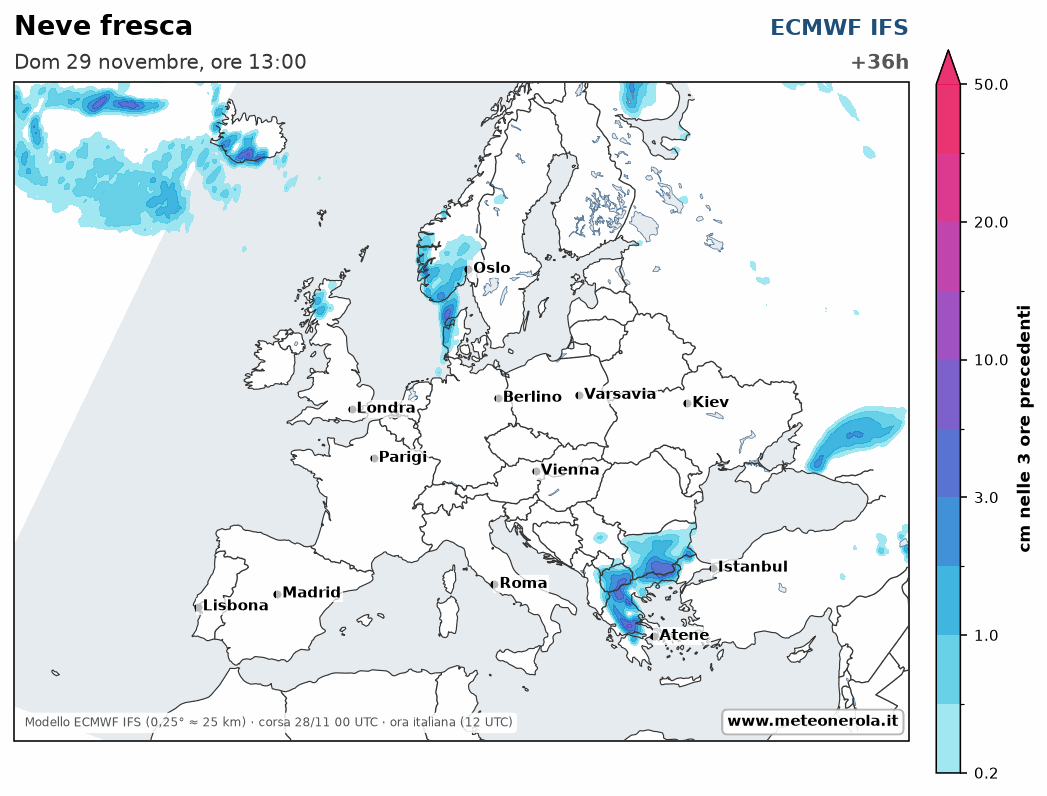 Neve fresca
ECMWF IFS
Dom 29 novembre, ore 13:00
+36h
50.0
20.0
10.0
3.0
1.0
0.2
cm nelle 3 ore precedenti
Oslo
Berlino
Varsavia
Kiev
Londra
Parigi
Vienna
Istanbul
Roma
Madrid
Lisbona
Atene
Modello ECMWF IFS (0,25° ≈ 25 km) · corsa 28/11 00 UTC · ora italiana (12 UTC)
www.meteonerola.it